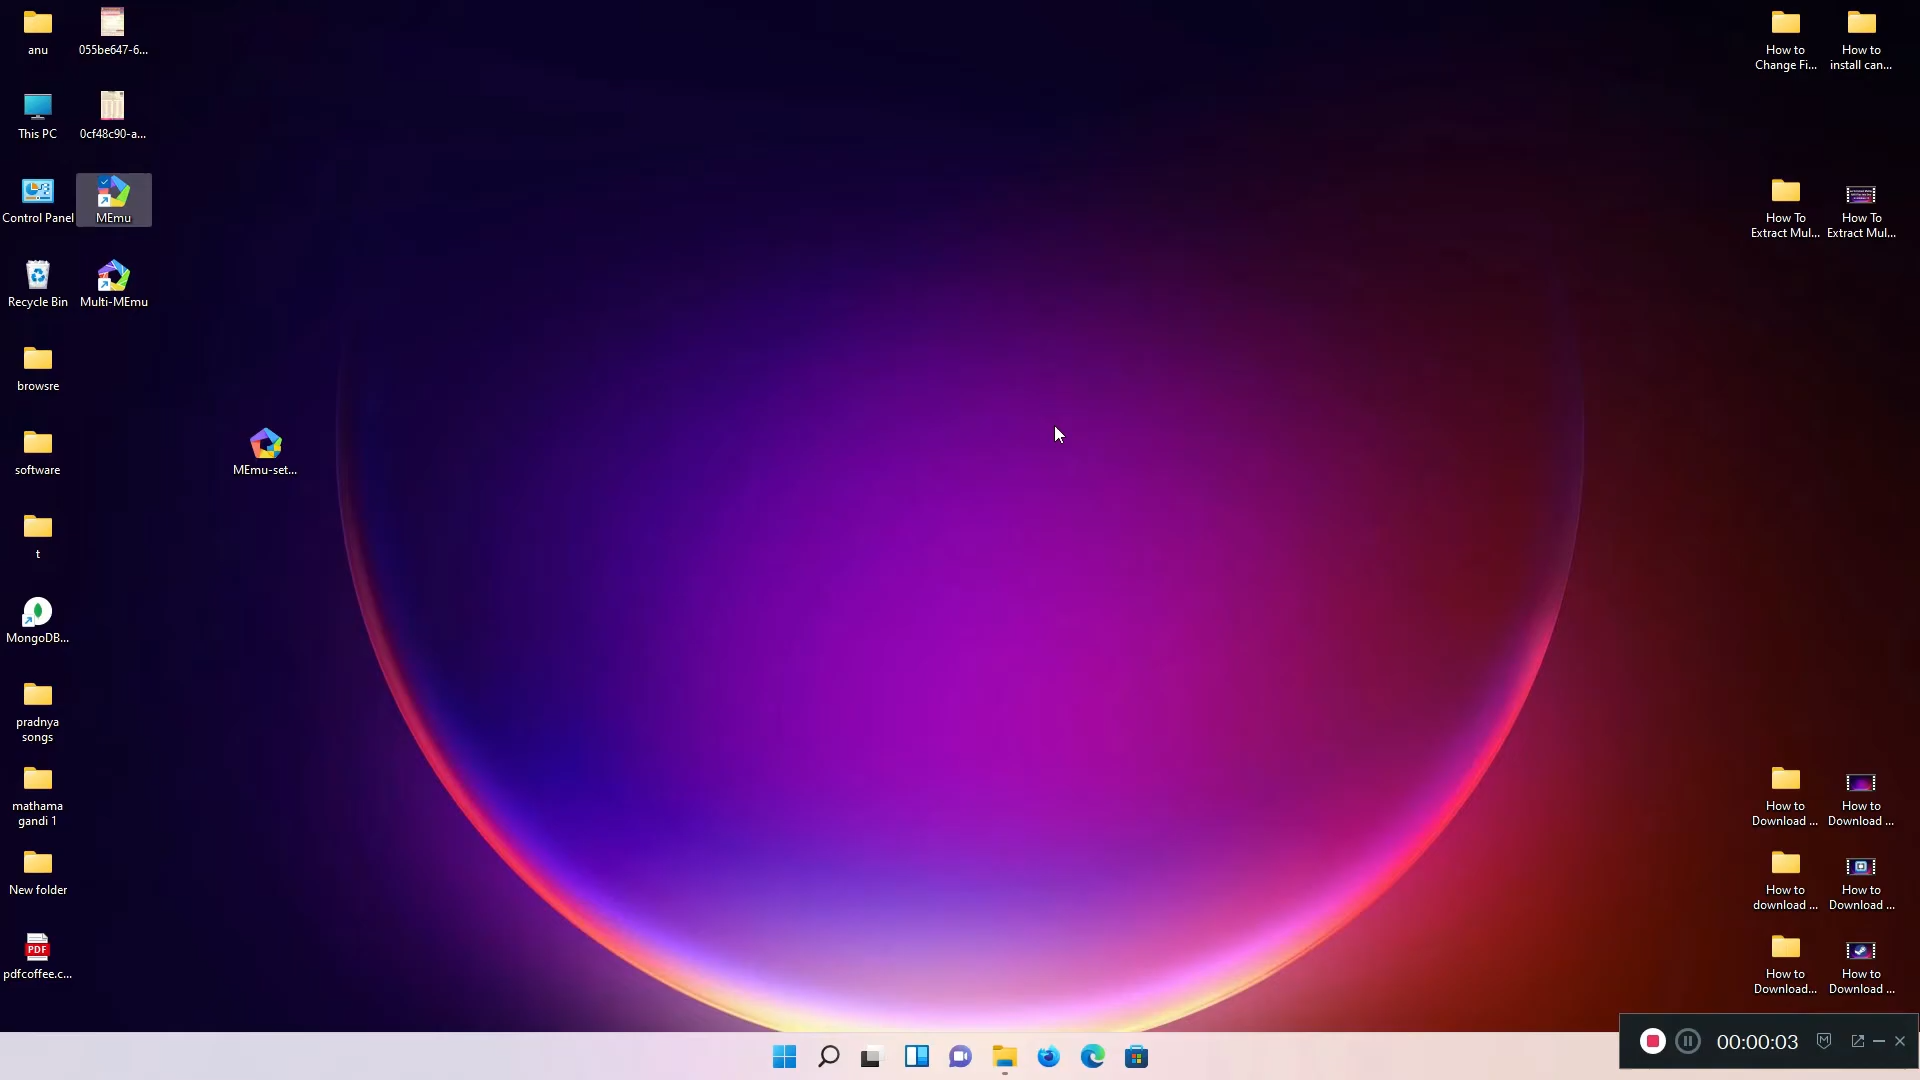 anu
055be647-6...
This PC
0cf48c90-a...
Control Panel
MEmu
Recycle Bin
Multi-MEmu
browsre
software
MEmu-set...
t
MongoDB...
pradnya
songs
mathama
gandi 1
New folder
PDF
pdfcoffee.c...
How to
Change Fi...
How to
install can...
How To
Extract Mul...
How To
Extract Mul...
How to
Download ...
How to
Download ...
How to
download ...
How to
Download ...
How to
Download...
How to
Download ...
00:00:03